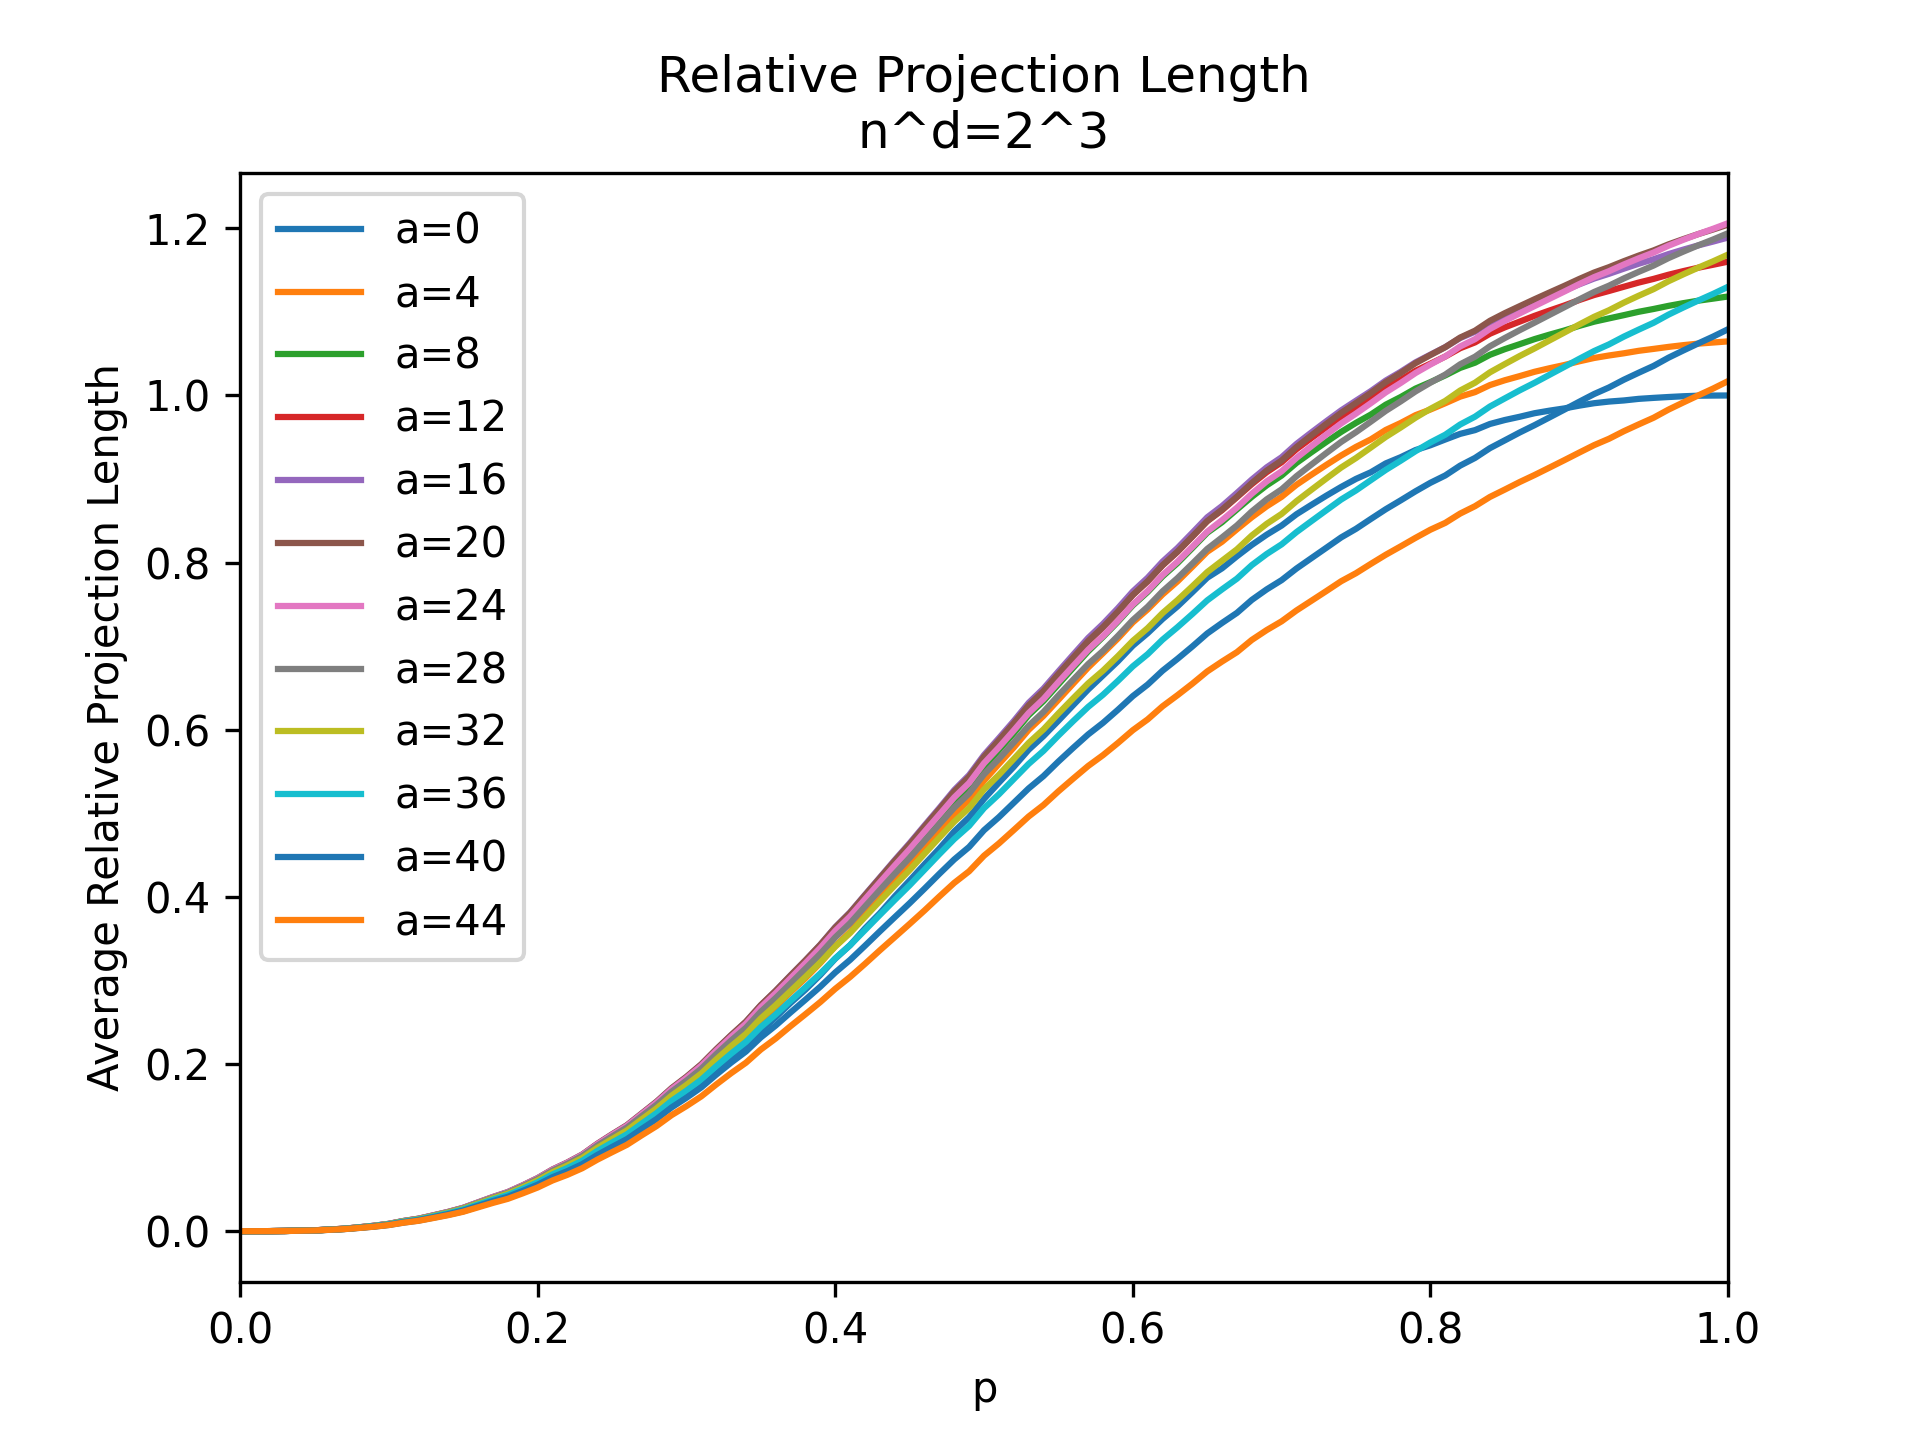 Relative Projection Length
n^d=2^3
Average Relative Projection Length
1.2
1.0
0.8
0.6
0.4
0.2
0.0
a=0
a=4
a=8
a=12
a=16
a=20
a=24
a=28
a=32
a=36
a=40
a=44
0.0 0.2 0.4 0.6 0.8 1.0
p